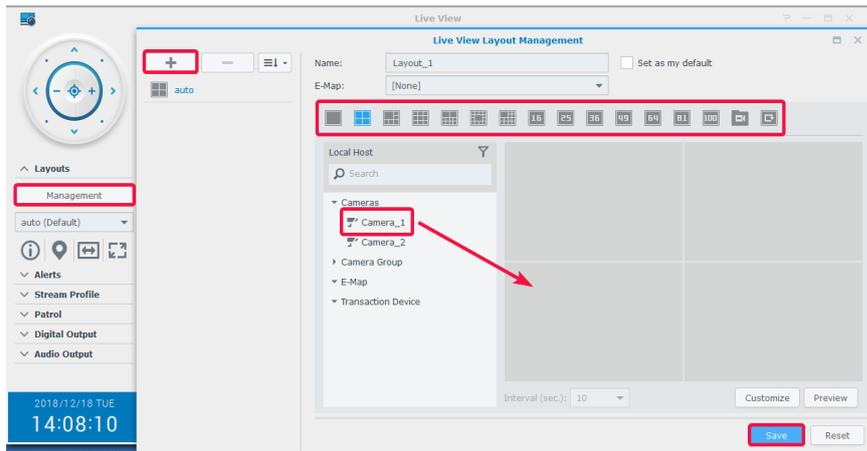 Live View
Live View Layout Management
Name:
Layout_1
Set as my default
E-Map:
[None]
auto
16 25 36 49 64 81 100
Layouts
Management
auto (Default)
Alerts
Stream Profile
Patrol
Digital Output
Audio Output
2018/12/18 TUE
14:08:10
Local Host
Search
Cameras
Camera_1
Camera_2
Camera Group
E-Map
Transaction Device
Interval (sec.):
10
Customize
Preview
Save
Reset